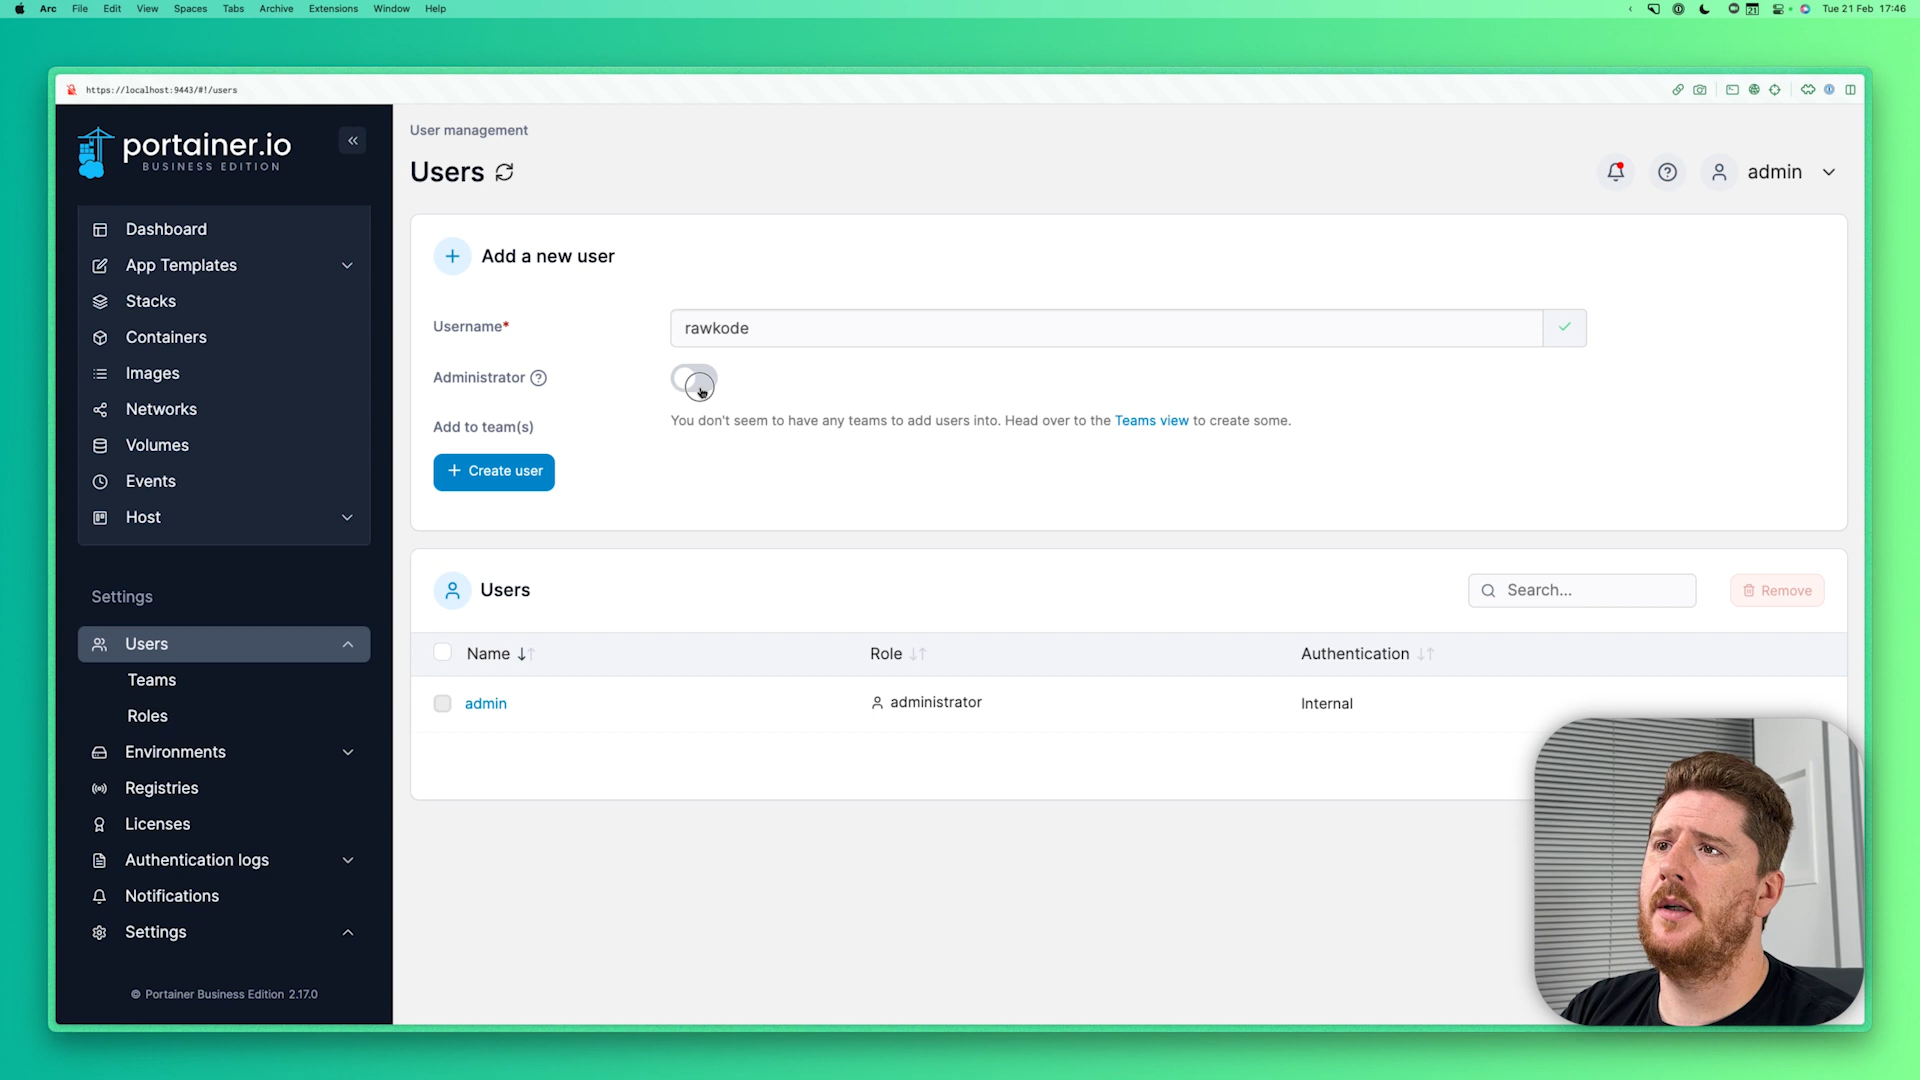 Arc File Edit View Spaces Tabs Archive Extensions Window Help
21
Tue 21 Feb 17:46
https://localhost:9443/#!/users
portainer.io
BUSINESS EDITION
Dashboard
App Templates
Stacks
Containers
Images
Networks
Volumes
Events
Host
Settings
Users
Teams
Roles
Environments
Registries
Licenses
Authentication logs
Notifications
Settings
© Portainer Business Edition 2.17.0
User management
Users
admin
Add a new user
Username*
rawkode
Administrator
Add to team(s)
You don't seem to have any teams to add users into. Head over to the Teams view to create some.
+ Create user
Users
Search...
Remove
Name Role Authentication
admin administrator Internal